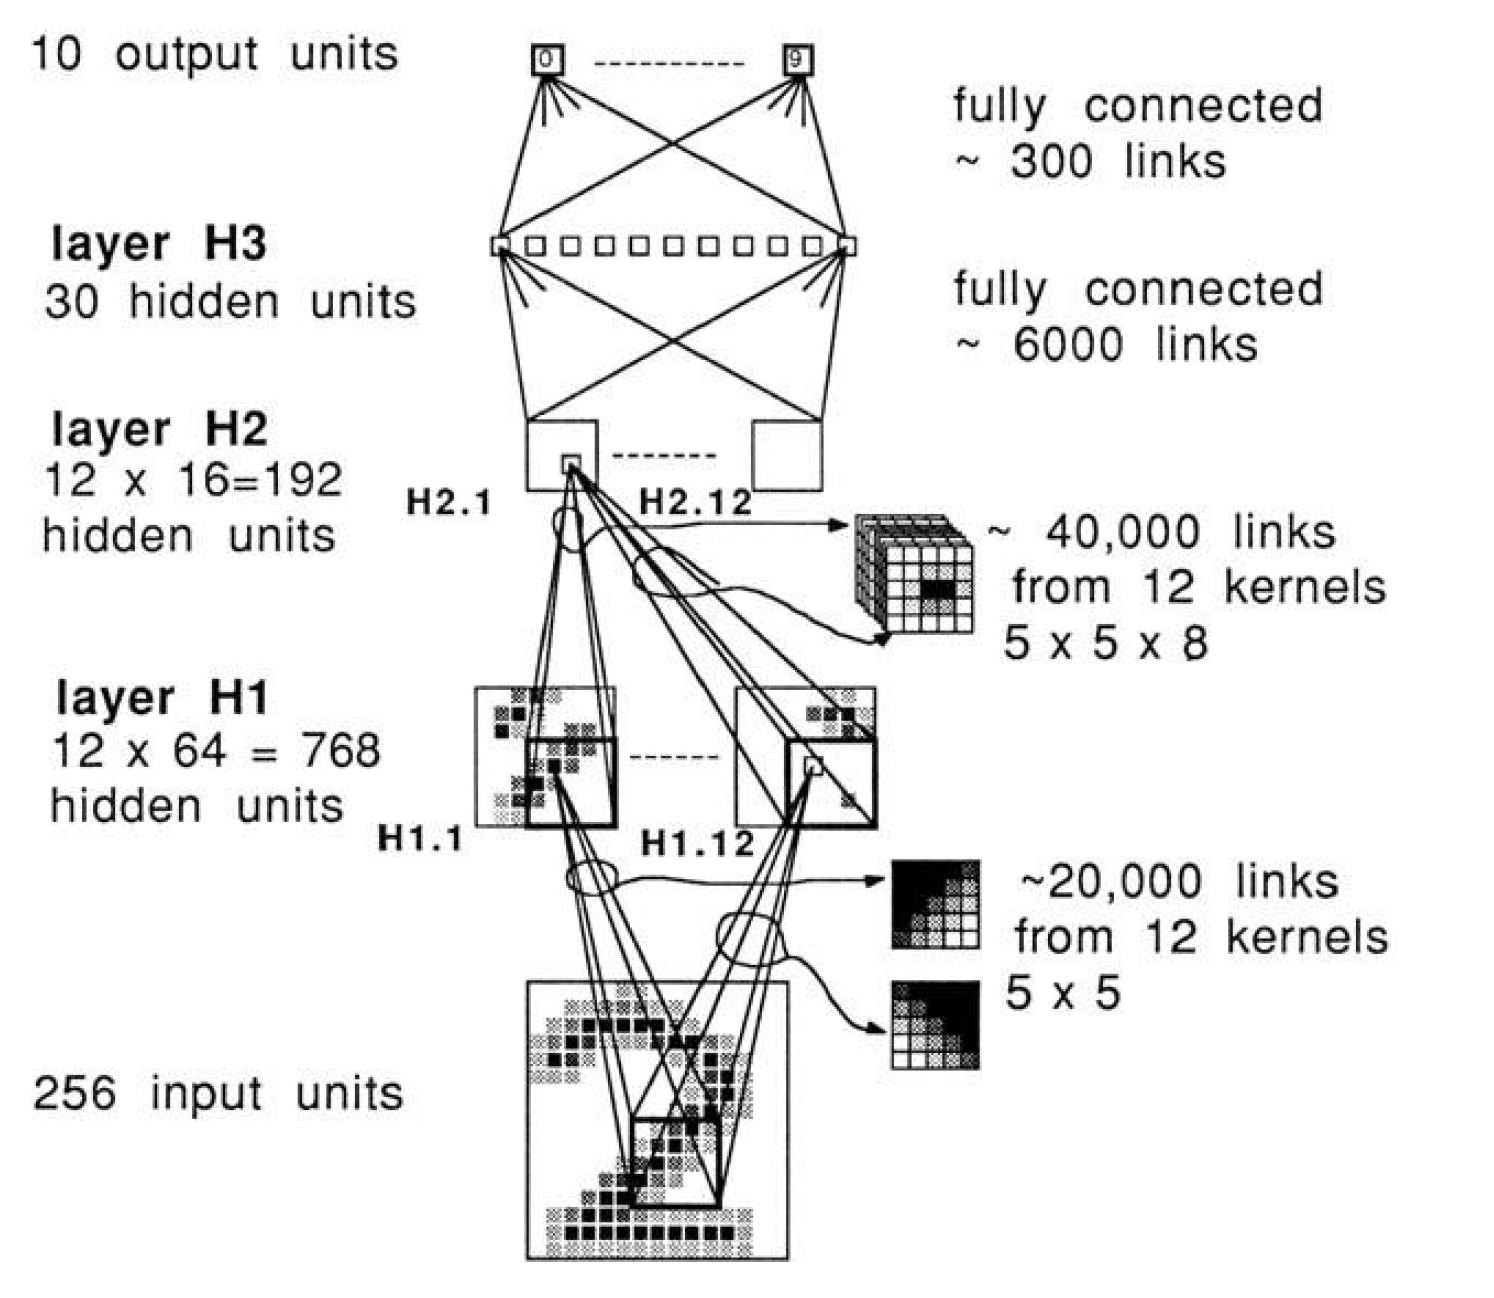 10 output units
0 ---------- 9
fully connected
~ 300 links
layer H3
30 hidden units
fully connected
~ 6000 links
layer H2
12 x 16=192
hidden units
H2.1
H2.12
~ 40,000 links
from 12 kernels
5 x 5 x 8
layer H1
12 x 64 = 768
hidden units
H1.1
H1.12
~20,000 links
from 12 kernels
5 x 5
256 input units